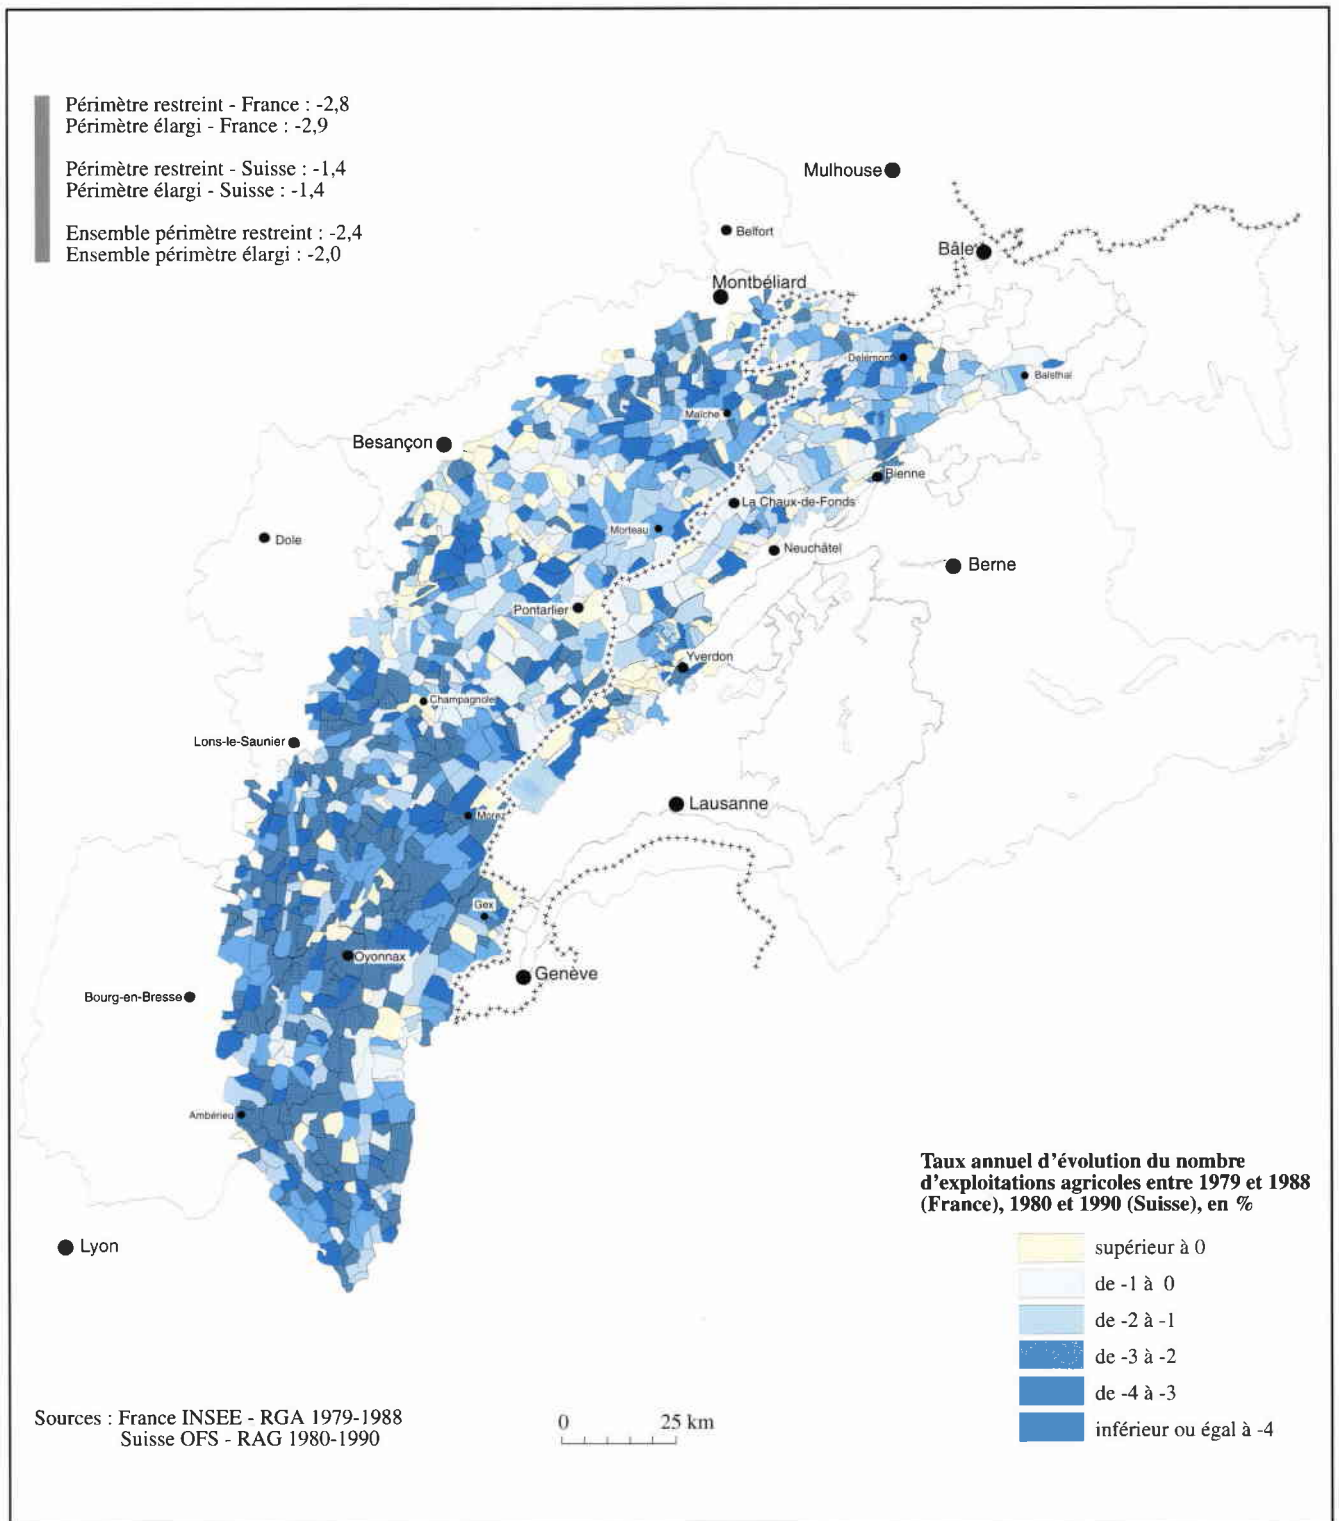 Périmètre restreint - France : -2,8
Périmètre élargi - France : -2,9
Périmètre restreint - Suisse : -1,4
Périmètre élargi - Suisse : -1,4
Ensemble périmètre restreint : -2,4
Ensemble périmètre élargi : -2,0
Mulhouse
Belfort
Bâle
Montbéliard
Delémont
Balsthal
Maîche
Besançon
Bienne
La Chaux-de-Fonds
Morteau
Dole
Neuchâtel
Berne
Pontarlier
Yverdon
Champagnole
Lons-le-Saunier
Lausanne
Morez
Gex
Oyonnax
Genève
Bourg-en-Bresse
Ambérieu
Lyon
Taux annuel d'évolution du nombre
d'exploitations agricoles entre 1979 et 1988
(France), 1980 et 1990 (Suisse), en %
supérieur à 0
de -1 à 0
de -2 à -1
de -3 à -2
de -4 à -3
inférieur ou égal à -4
Sources : France INSEE - RGA 1979-1988
Suisse OFS - RAG 1980-1990
0 25 km